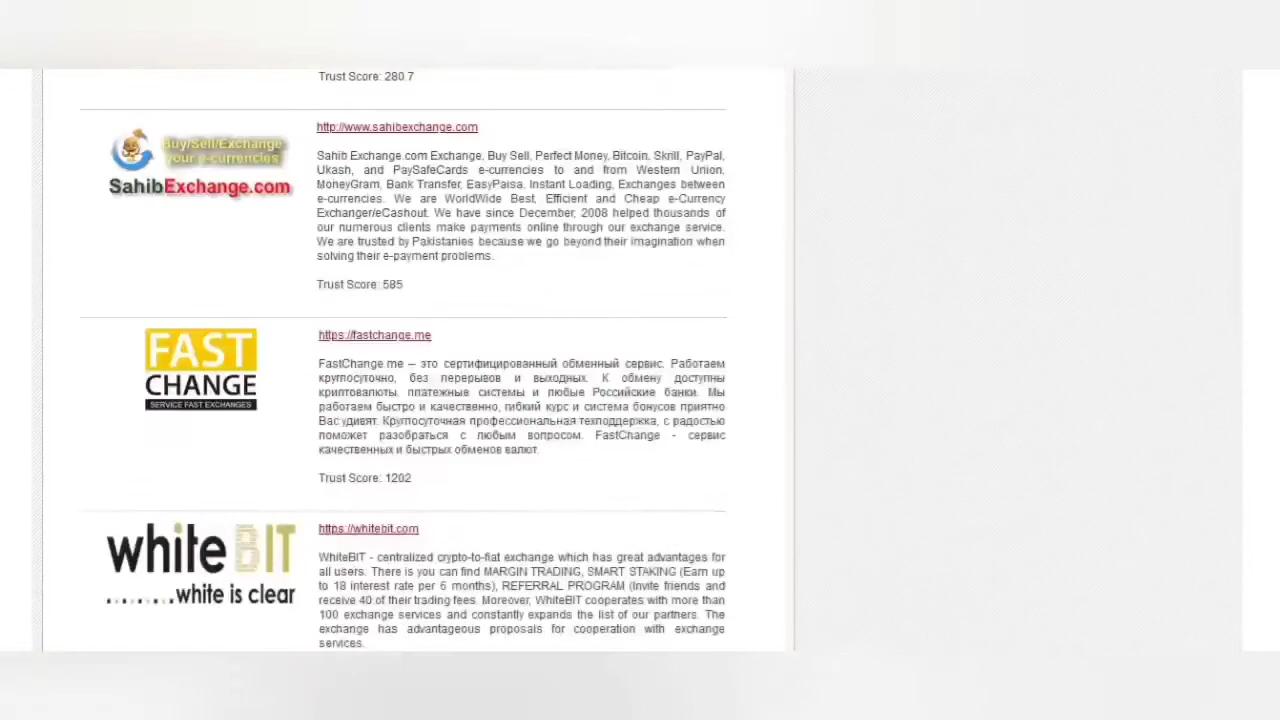 Trust Score: 280.7
http://www.sahibexchange.com
Buy/Sell/Exchange
your e-currencies
SahibExchange.com
Sahib Exchange.com Exchange, Buy Sell, Perfect Money, Bitcoin, Skrill, PayPal,
Ukash, and PaySafeCards e-currencies to and from Western Union,
MoneyGram, Bank Transfer, EasyPaisa. Instant Loading, Exchanges between
e-currencies. We are WorldWide Best, Efficient and Cheap e-Currency
Exchanger/eCashout. We have since December, 2008 helped thousands of
our numerous clients make payments online through our exchange service.
We are trusted by Pakistanies because we go beyond their imagination when
solving their e-payment problems.
Trust Score: 585
FAST
CHANGE
SERVICE FAST EXCHANGES
https://fastchange.me
FastChange.me – это сертифицированный обменный сервис. Работаем
круглосуточно, без перерывов и выходных. К обмену доступны
криптовалюты, платежные системы и любые Российские банки. Мы
работаем быстро и качественно, гибкий курс и система бонусов приятно
Вас удивят. Круглосуточная профессиональная техподдержка, с радостью
поможет разобраться с любым вопросом. FastChange - сервис
качественных и быстрых обменов валют.
Trust Score: 1202
white BIT
........white is clear
https://whitebit.com
WhiteBIT - centralized crypto-to-fiat exchange which has great advantages for
all users. There is you can find MARGIN TRADING, SMART STAKING (Earn up
to 18 interest rate per 6 months), REFERRAL PROGRAM (Invite friends and
receive 40 of their trading fees. Moreover, WhiteBIT cooperates with more than
100 exchange services and constantly expands the list of our partners. The
exchange has advantageous proposals for cooperation with exchange
services.